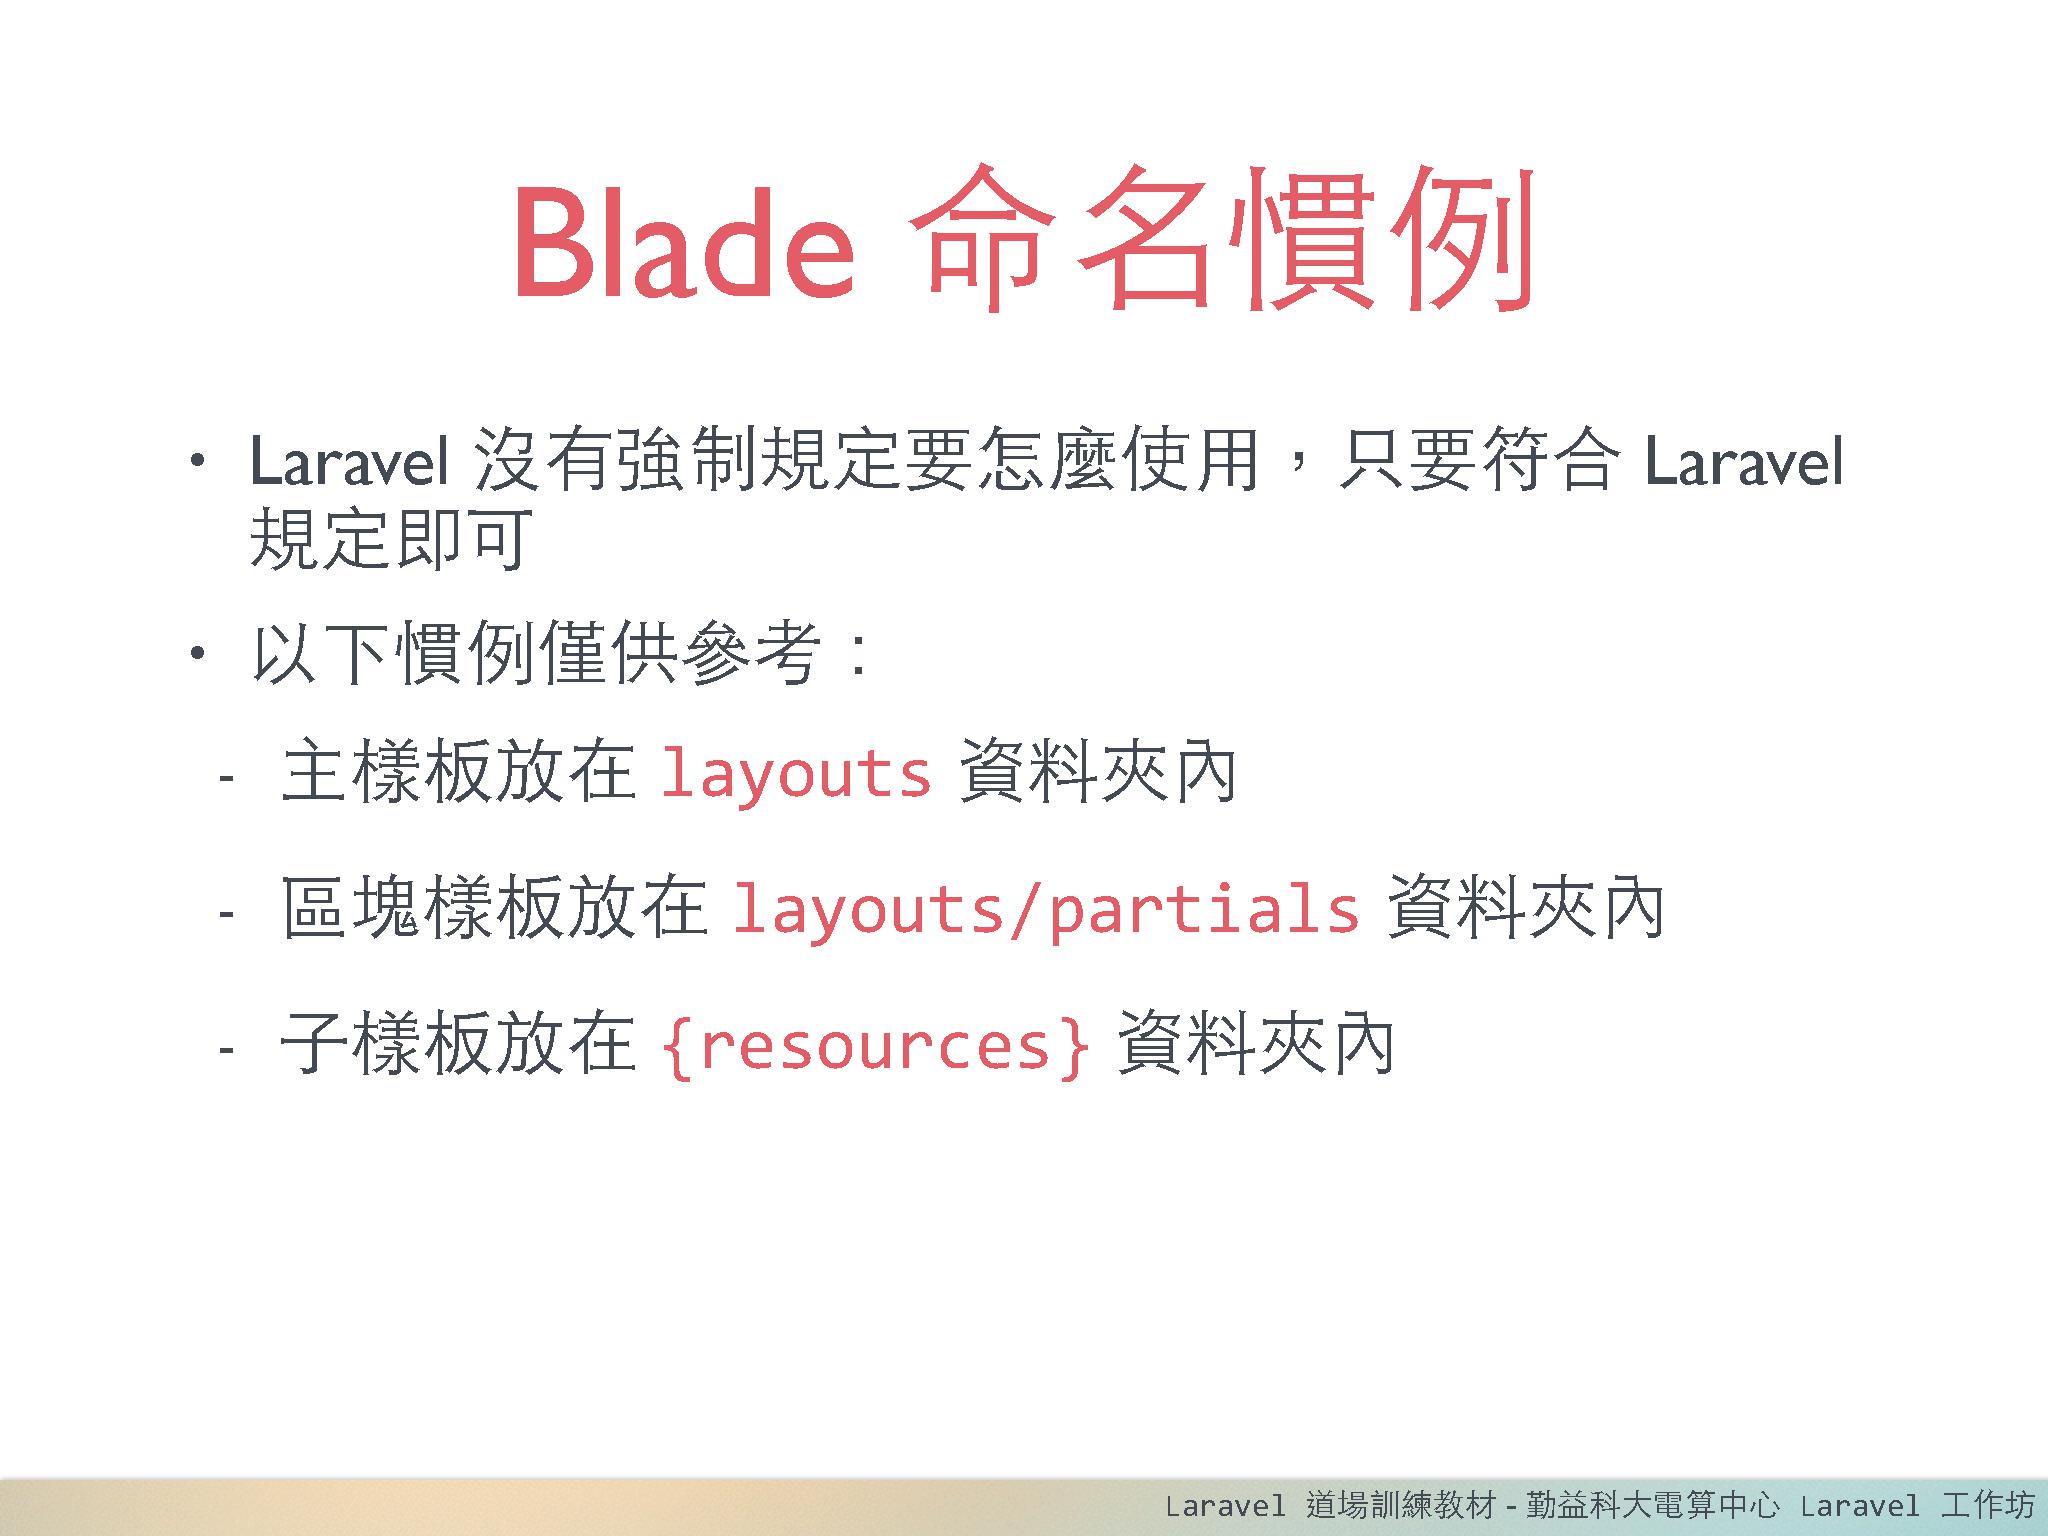 Blade 命名慣例
• Laravel 沒有強制規定要怎麼使用，只要符合 Laravel
規定即可
• 以下慣例僅供參考：
- 主樣板放在 layouts 資料夾內
- 區塊樣板放在 layouts/partials 資料夾內
- 子樣板放在 {resources} 資料夾內
Laravel 道場訓練教材 - 勤益科大電算中心 Laravel 工作坊